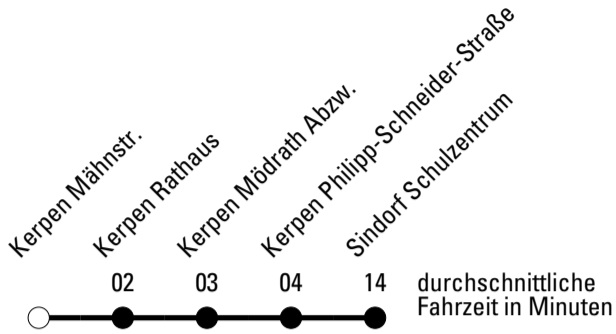 Kerpen Mähnstr.
Kerpen Rathaus
Kerpen Mödrath Abzw.
Kerpen Philipp-Schneider-Straße
Sindorf Schulzentrum
02 03 04 14 durchschnittliche
Fahrzeit in Minuten